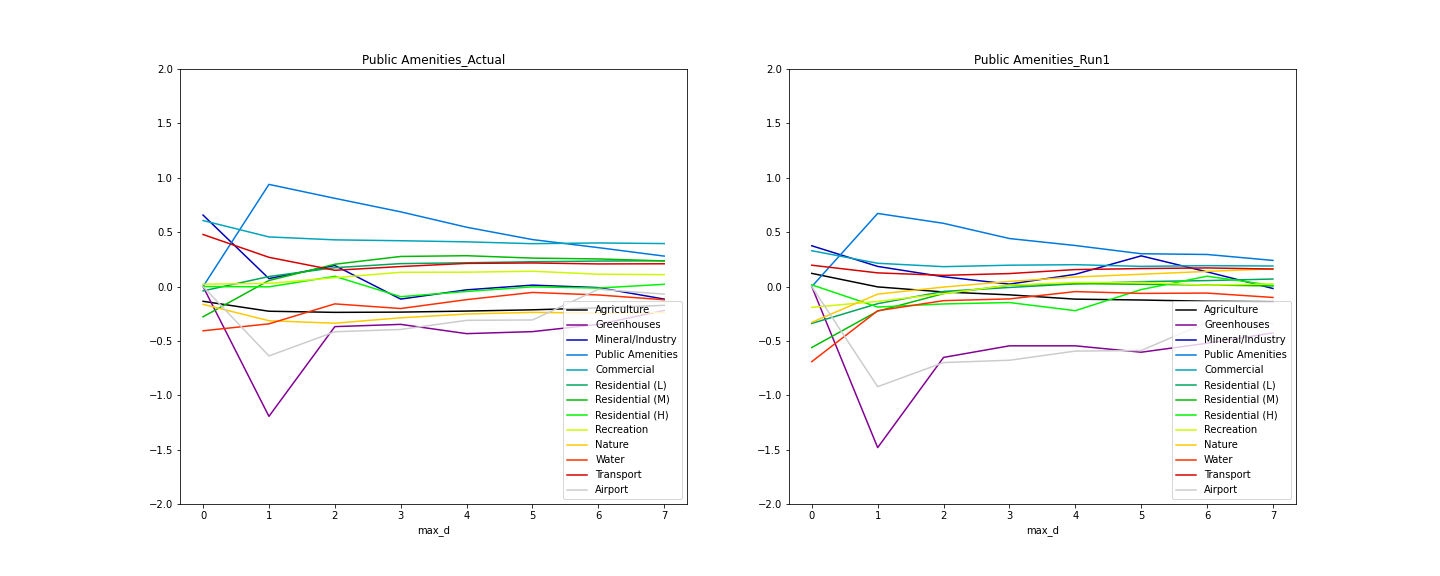 Public Amenities_Actual
2.0
1.5
1.0
0.5
0.0
−0.5
−1.0
−1.5
−2.0
0 1 2 3 4 5 6 7
max_d
Agriculture
Greenhouses
Mineral/Industry
Public Amenities
Commercial
Residential (L)
Residential (M)
Residential (H)
Recreation
Nature
Water
Transport
Airport
Public Amenities_Run1
2.0
1.5
1.0
0.5
0.0
−0.5
−1.0
−1.5
−2.0
0 1 2 3 4 5 6 7
max_d
Agriculture
Greenhouses
Mineral/Industry
Public Amenities
Commercial
Residential (L)
Residential (M)
Residential (H)
Recreation
Nature
Water
Transport
Airport